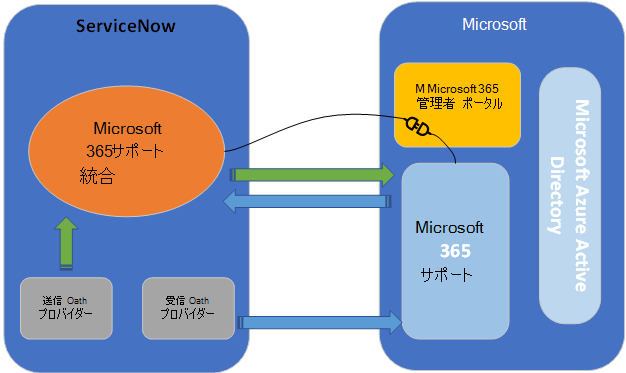 ServiceNow
Microsoft
365サポート
統合
送信 Oath
プロバイダー
受信 Oath
プロバイダー
Microsoft
M Microsoft 365
管理者 ポータル
Microsoft
365
サポート
Microsoft Azure Active
Directory